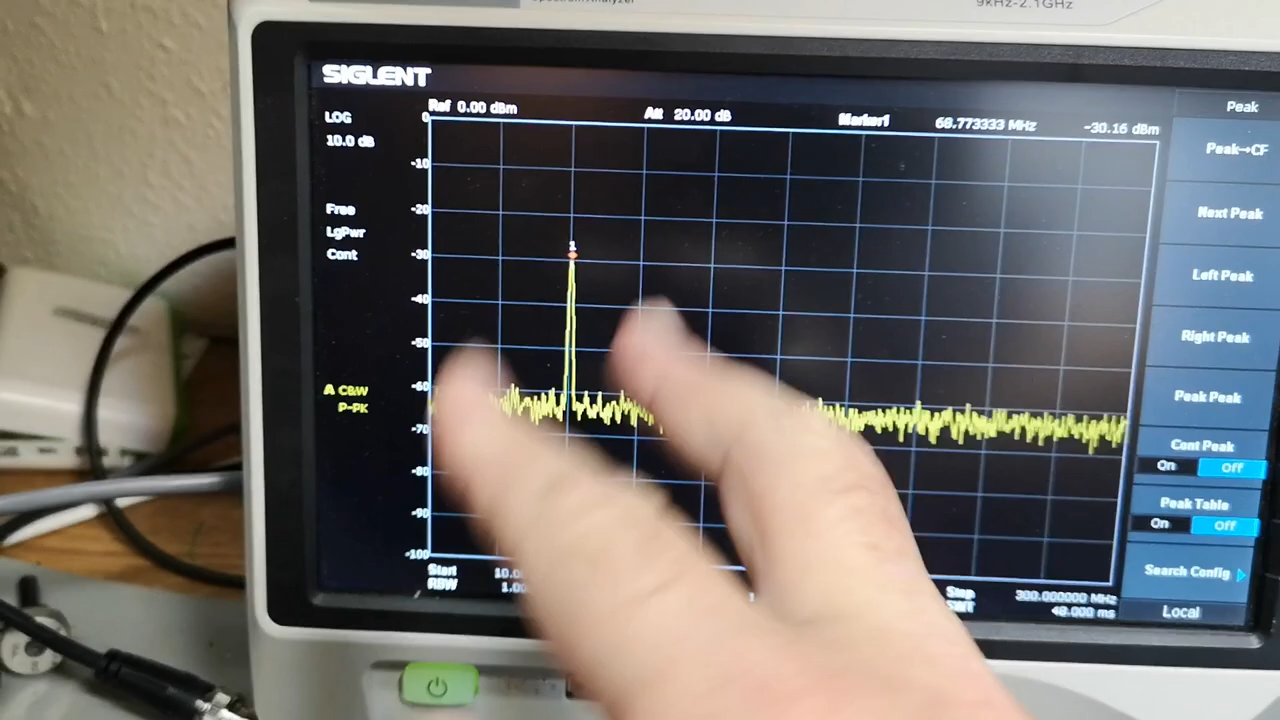 9kHz-2.1GHz
SIGLENT
LOG
10.0 dB
Ref 0.00 dBm
Att 20.00 dB
Marker1
68.773333 MHz
-30.16 dBm
Free
LgPwr
Cont
A C&W
P-PK
0
-10
-20
-30
-40
-50
-60
-70
-80
-90
-100
1
Start
RBW
Stop
300.000000 MHz
SWT
48.000 ms
Peak
Peak→CF
Next Peak
Left Peak
Right Peak
Peak Peak
Cont Peak
On Off
Peak Table
On Off
Search Config
Local